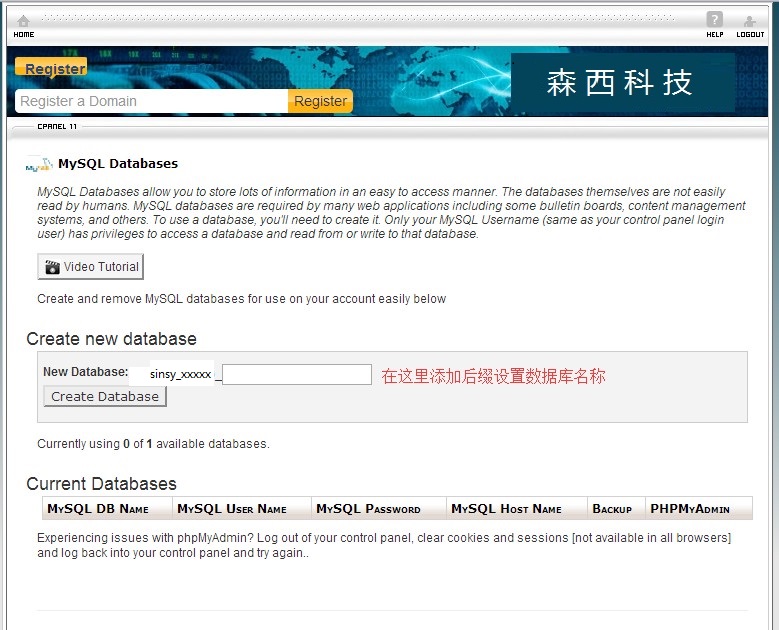 HOME
HELP
LOGOUT
Register
Register a Domain
Register
森西科技
CPANEL 11
MySQL Databases
MySQL Databases allow you to store lots of information in an easy to access manner. The databases themselves are not easily
read by humans. MySQL databases are required by many web applications including some bulletin boards, content management
systems, and others. To use a database, you'll need to create it. Only your MySQL Username (same as your control panel login
user) has privileges to access a database and read from or write to that database.
Video Tutorial
Create and remove MySQL databases for use on your account easily below
Create new database
New Database: sinsy_xxxxx _ 在这里添加后缀设置数据库名称
Create Database
Currently using 0 of 1 available databases.
Current Databases
MySQL DB Name MySQL User Name MySQL Password MySQL Host Name Backup PHPMyAdmin
Experiencing issues with phpMyAdmin? Log out of your control panel, clear cookies and sessions [not available in all browsers]
and log back into your control panel and try again..